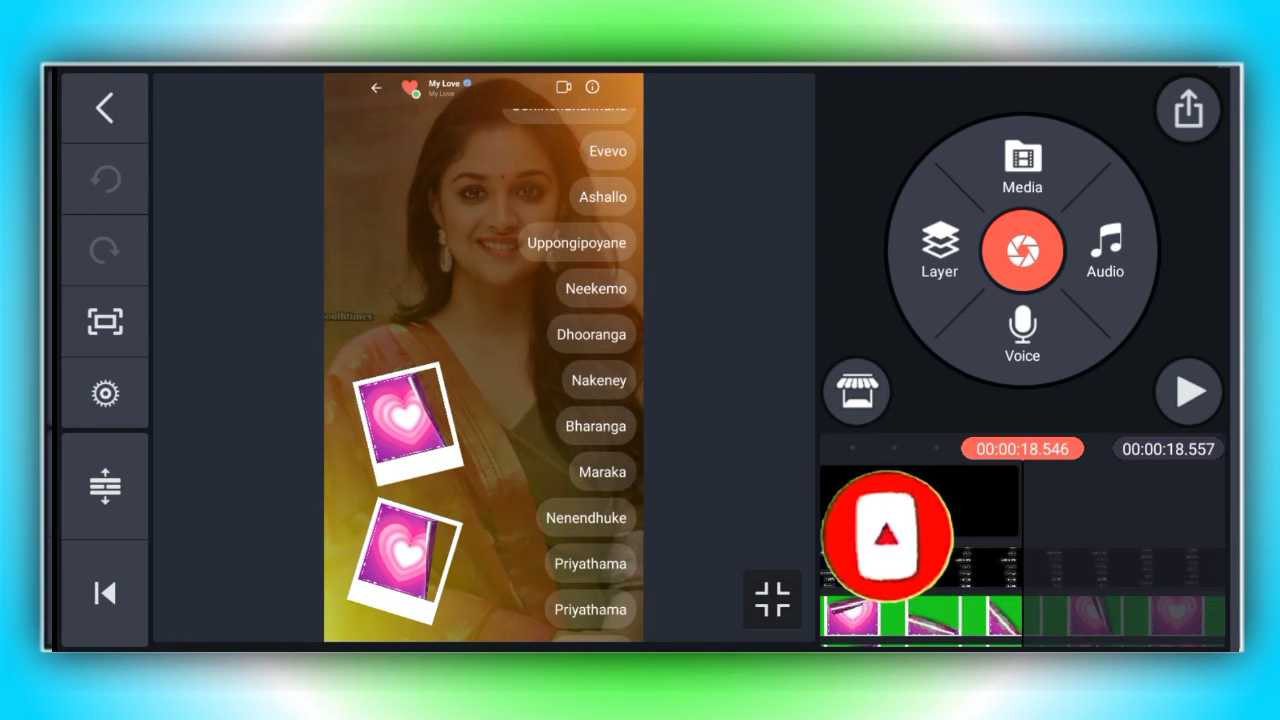 My Love
My Love
Evevo
Ashallo
Uppongipoyane
Neekemo
Dhooranga
Nakeney
Bharanga
Maraka
Nenendhuke
Priyathama
Priyathama
Media
Layer
Audio
Voice
00:00:18.546
00:00:18.557